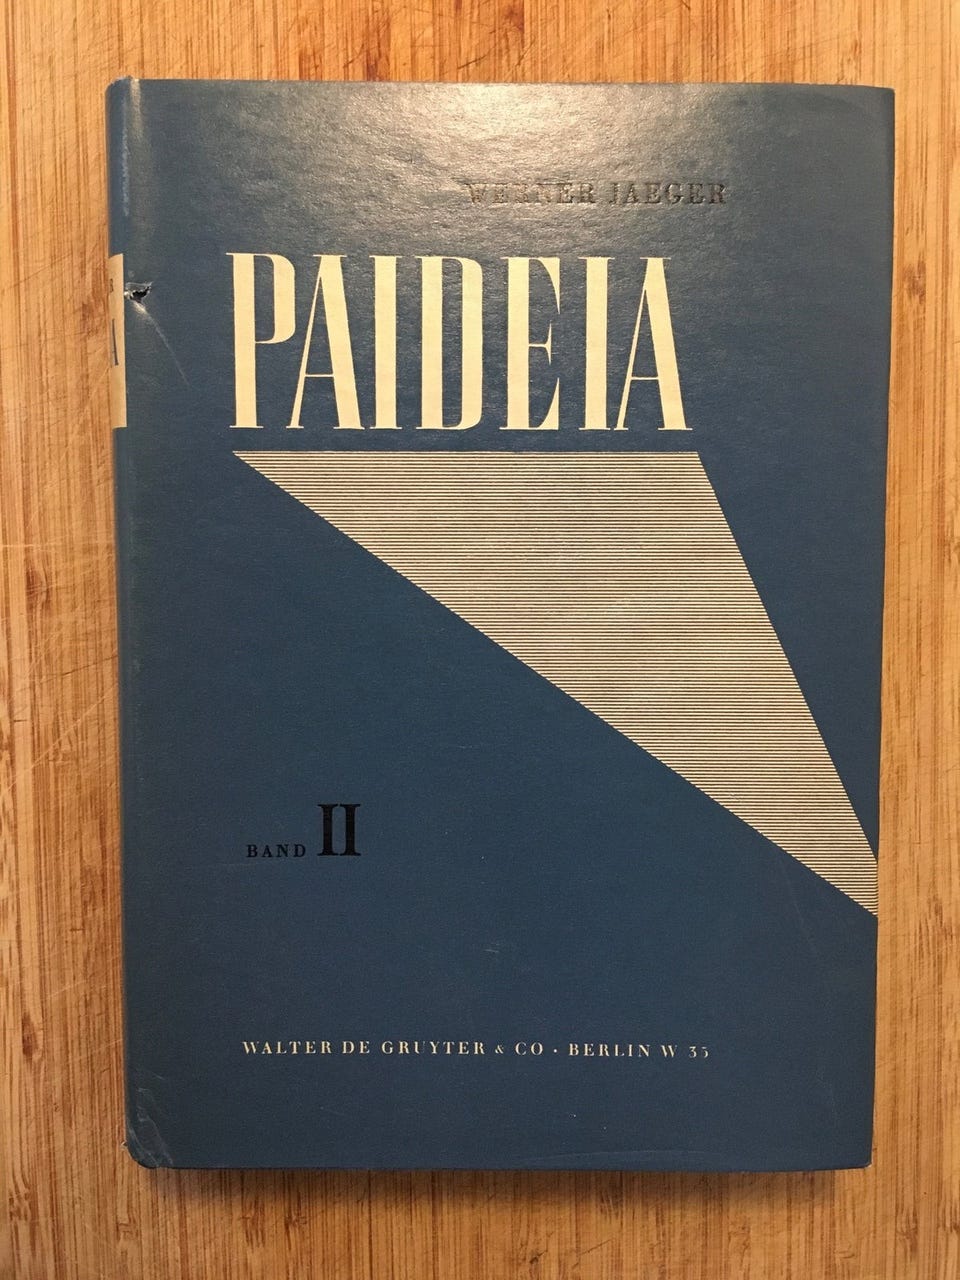 WERNER JAEGER
PAIDEIA
BAND II
WALTER DE GRUYTER & CO · BERLIN W 35